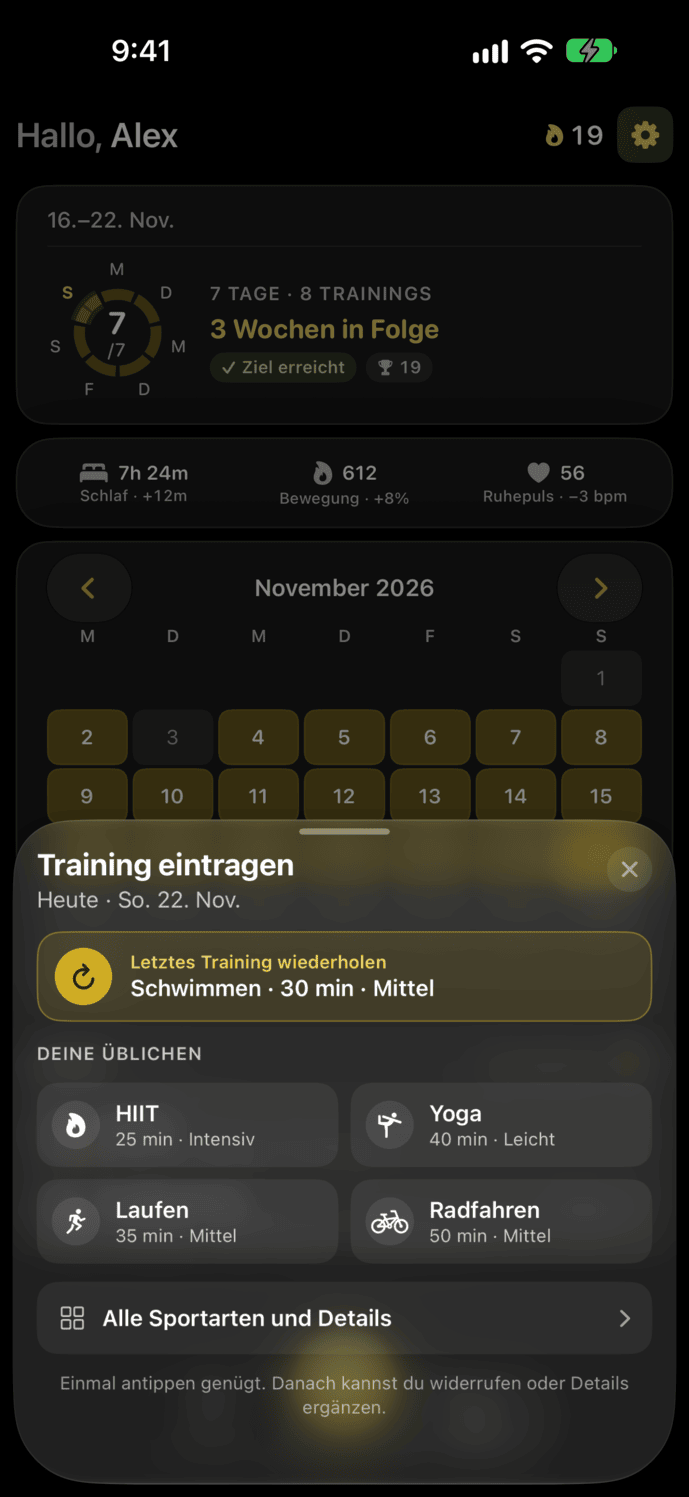 9:41
Hallo, Alex
19
16.–22. Nov.
M
S
D
7
/7
S
M
F
D
7 TAGE · 8 TRAININGS
3 Wochen in Folge
Ziel erreicht
19
7h 24m
Schlaf · +12m
612
Bewegung · +8%
56
Ruhepuls · −3 bpm
November 2026
M D M D F S S
1
2 3 4 5 6 7 8
9 10 11 12 13 14 15
Training eintragen
Heute · So. 22. Nov.
Letztes Training wiederholen
Schwimmen · 30 min · Mittel
DEINE ÜBLICHEN
HIIT
25 min · Intensiv
Yoga
40 min · Leicht
Laufen
35 min · Mittel
Radfahren
50 min · Mittel
Alle Sportarten und Details
Einmal antippen genügt. Danach kannst du widerrufen oder Details
ergänzen.